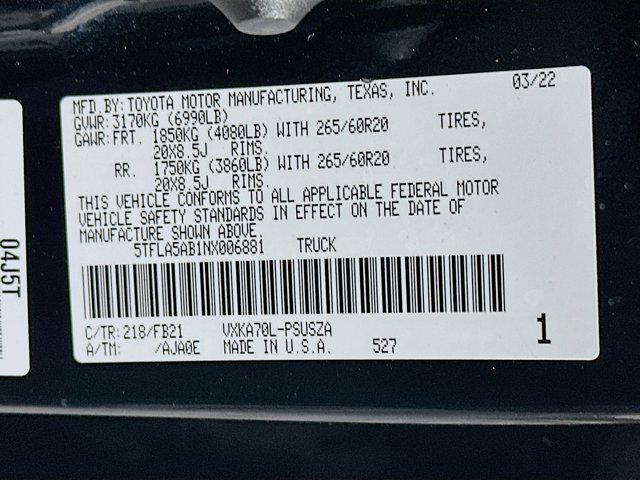 MFD.BY:TOYOTA MOTOR MANUFACTURING, TEXAS, INC. 03/22
GVWR:3170KG (6990LB)
GAWR:FRT. 1850KG (4080LB) WITH 265/60R20 TIRES,
20X8.5J RIMS.
RR. 1750KG (3860LB) WITH 265/60R20 TIRES,
20X8.5J RIMS.
THIS VEHICLE CONFORMS TO ALL APPLICABLE FEDERAL MOTOR
VEHICLE SAFETY STANDARDS IN EFFECT ON THE DATE OF
MANUFACTURE SHOWN ABOVE.
5TFLA5AB1NX006881 TRUCK
C/TR:218/FB21 VXKA70L-PSUSZA
A/TM: /AJA0E MADE IN U.S.A. 527 1
04J5T